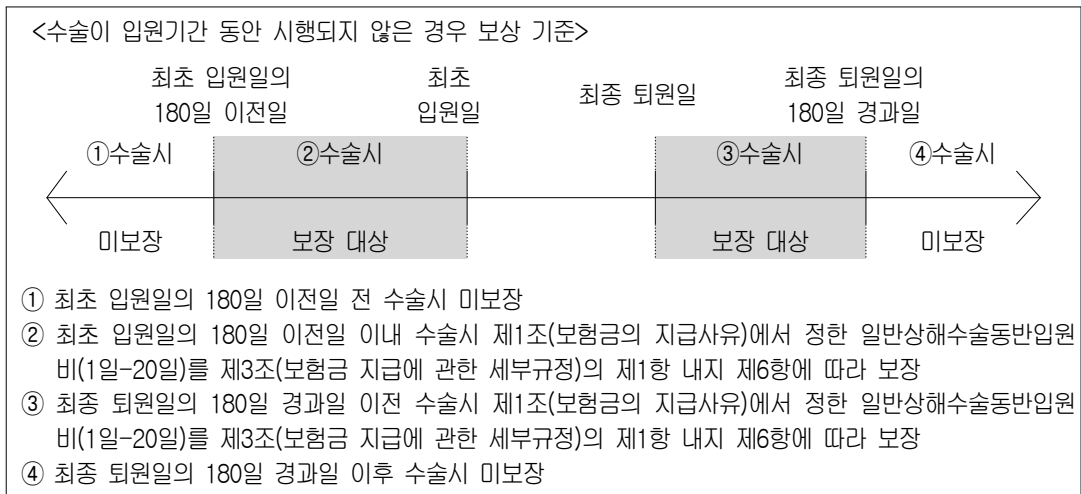 <수술이 입원기간 동안 시행되지 않은 경우 보상 기준>
최초 입원일의
180일 이전일
최초
입원일
최종 퇴원일
최종 퇴원일의
180일 경과일
①수술시
②수술시
③수술시
④수술시
미보장
보장 대상
보장 대상
미보장
① 최초 입원일의 180일 이전일 전 수술시 미보장
② 최초 입원일의 180일 이전일 이내 수술시 제1조(보험금의 지급사유)에서 정한 일반상해수술동반입원
비(1일-20일)를 제3조(보험금 지급에 관한 세부규정)의 제1항 내지 제6항에 따라 보장
③ 최종 퇴원일의 180일 경과일 이전 수술시 제1조(보험금의 지급사유)에서 정한 일반상해수술동반입원
비(1일-20일)를 제3조(보험금 지급에 관한 세부규정)의 제1항 내지 제6항에 따라 보장
④ 최종 퇴원일의 180일 경과일 이후 수술시 미보장